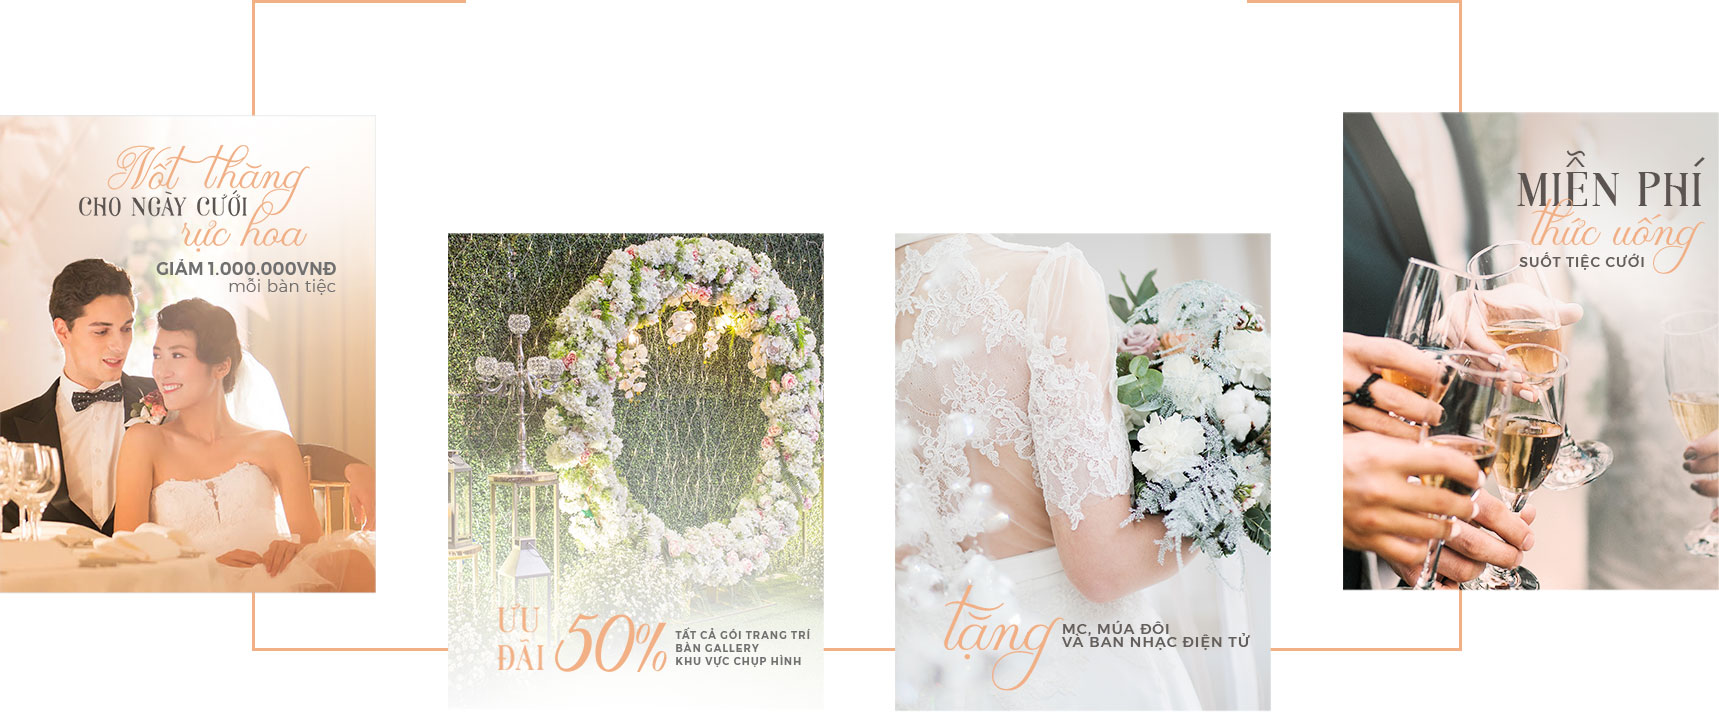 Nốt thăng
CHO NGÀY CƯỚI
rực hoa
GIẢM 1.000.000VNĐ
mỗi bàn tiệc
ƯU
ĐÃI
50%
TẤT CẢ GÓI TRANG TRÍ
BÀN GALLERY
KHU VỰC CHỤP HÌNH
tặng
MC, MÚA ĐÔI
VÀ BAN NHẠC ĐIỆN TỬ
MIỄN PHÍ
thức uống
SUỐT TIỆC CƯỚI